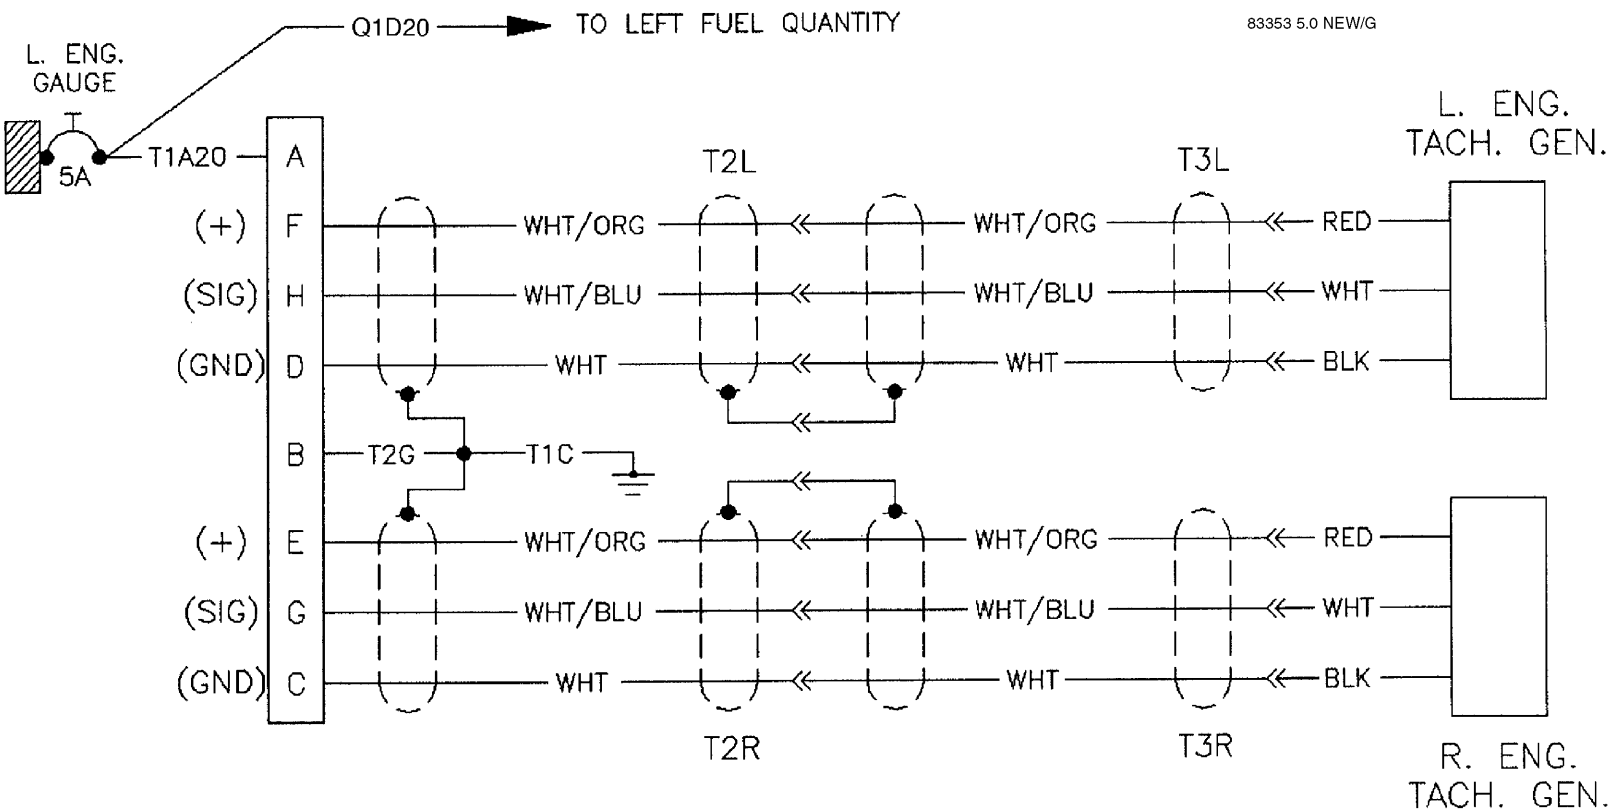 Q1D20 TO LEFT FUEL QUANTITY
83353 5.0 NEW/G
L. ENG.
GAUGE
5A
T1A20 A
L. ENG.
TACH. GEN.
T2L T3L
(+) F WHT/ORG WHT/ORG RED
(SIG) H WHT/BLU WHT/BLU WHT
(GND) D WHT WHT BLK
B T2G T1C
(+) E WHT/ORG WHT/ORG RED
(SIG) G WHT/BLU WHT/BLU WHT
(GND) C WHT WHT BLK
T2R T3R
R. ENG.
TACH. GEN.